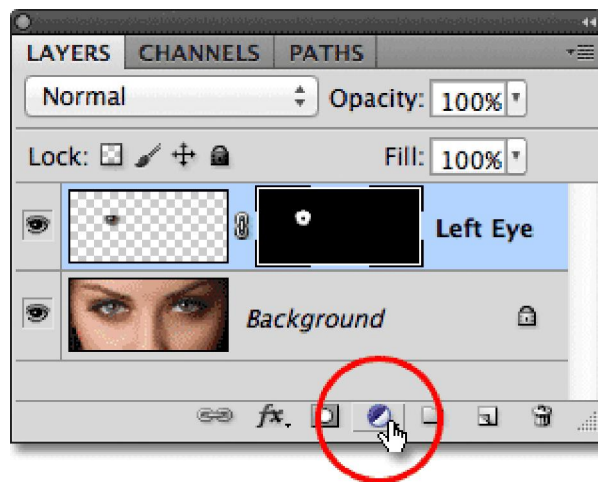 LAYERS CHANNELS PATHS
Normal Opacity: 100%
Lock: Fill: 100%
Left Eye
Background
fx.